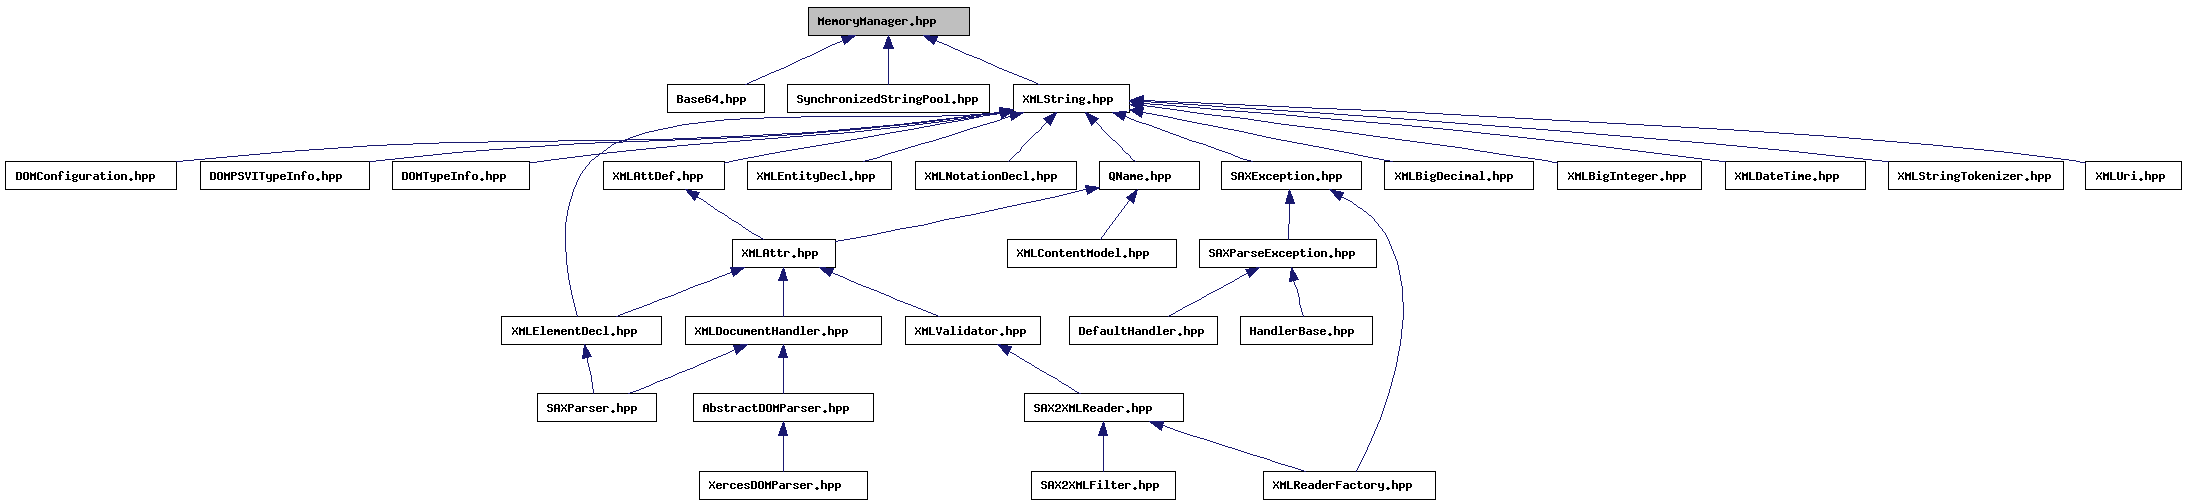 MemoryManager.hpp
Base64.hpp
SynchronizedStringPool.hpp
XMLString.hpp
DOMConfiguration.hpp
DOMPSVITypeInfo.hpp
DOMTypeInfo.hpp
XMLAttDef.hpp
XMLEntityDecl.hpp
XMLNotationDecl.hpp
QName.hpp
SAXException.hpp
XMLBigDecimal.hpp
XMLBigInteger.hpp
XMLDateTime.hpp
XMLStringTokenizer.hpp
XMLUri.hpp
XMLAttr.hpp
XMLContentModel.hpp
SAXParseException.hpp
XMLElementDecl.hpp
XMLDocumentHandler.hpp
XMLValidator.hpp
DefaultHandler.hpp
HandlerBase.hpp
SAXParser.hpp
AbstractDOMParser.hpp
SAX2XMLReader.hpp
XercesDOMParser.hpp
SAX2XMLFilter.hpp
XMLReaderFactory.hpp